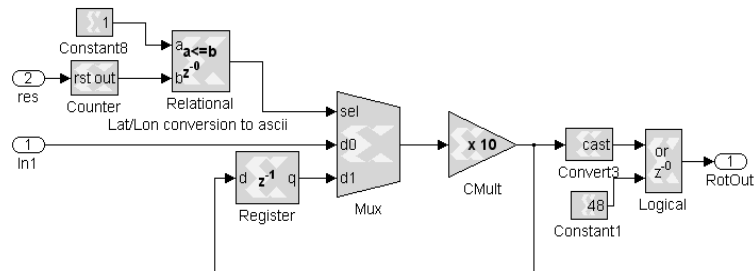 1
Constant8
a
a<=b
b
z-0
Relational
2
res
rst out
Counter
Lat/Lon conversion to ascii
sel
1
In1
d0
d1
Mux
d
z-1
q
Register
x 10
CMult
cast
Convert3
or
z-0
Logical
48
Constant1
1
RotOut